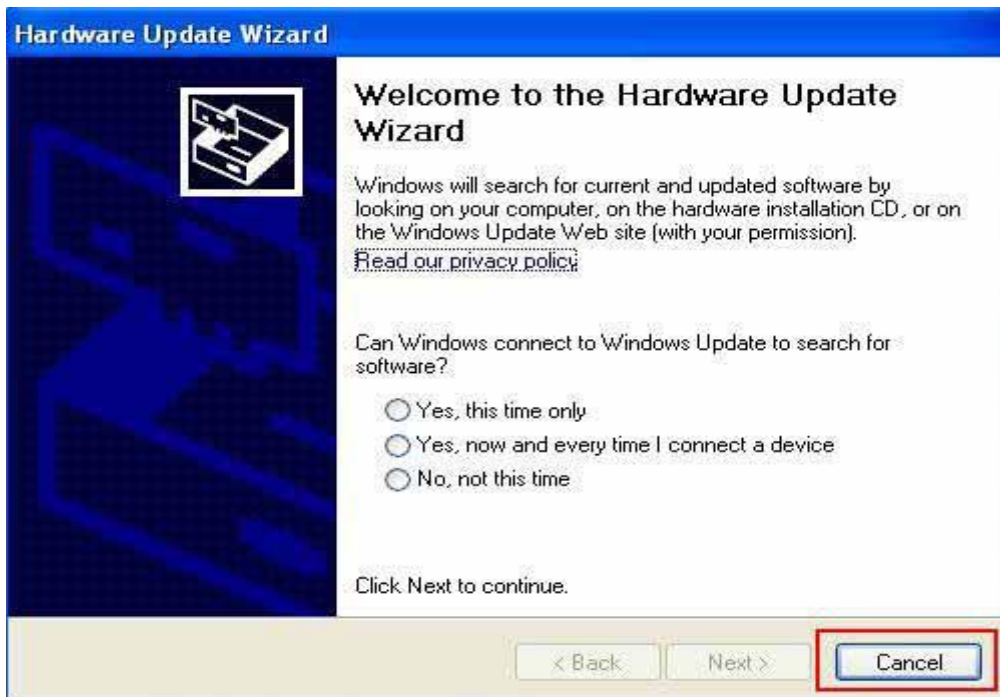 Hardware Update Wizard
Welcome to the Hardware Update
Wizard
Windows will search for current and updated software by
looking on your computer, on the hardware installation CD, or on
the Windows Update Web site (with your permission).
Read our privacy policy
Can Windows connect to Windows Update to search for
software?
Yes, this time only
Yes, now and every time I connect a device
No, not this time
Click Next to continue.
< Back Next > Cancel